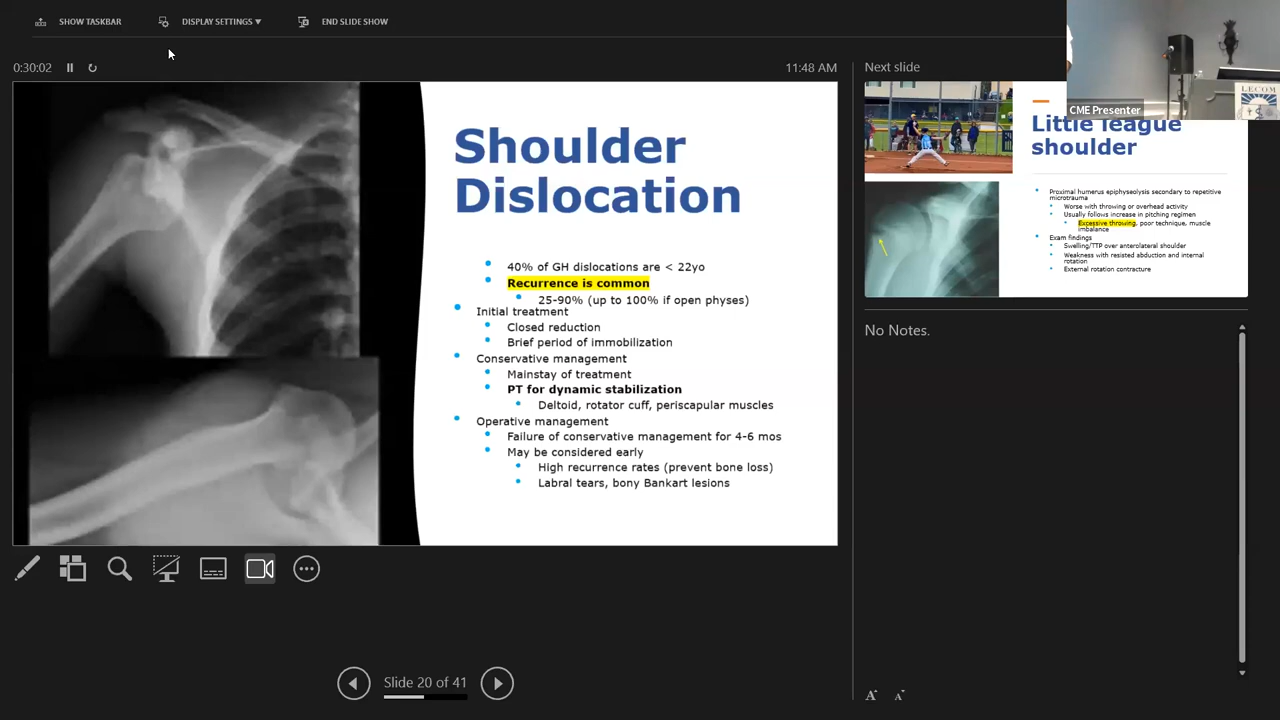 SHOW TASKBAR
DISPLAY SETTINGS
END SLIDE SHOW
0:30:02
11:48 AM
Shoulder
Dislocation
40% of GH dislocations are < 22yo
Recurrence is common
25-90% (up to 100% if open physes)
Initial treatment
Closed reduction
Brief period of immobilization
Conservative management
Mainstay of treatment
PT for dynamic stabilization
Deltoid, rotator cuff, periscapular muscles
Operative management
Failure of conservative management for 4-6 mos
May be considered early
High recurrence rates (prevent bone loss)
Labral tears, bony Bankart lesions
Slide 20 of 41
Next slide
LECOM
CME Presenter
Little league
shoulder
Proximal humerus epiphyseolysis secondary to repetitive
microtrauma
Worse with throwing or overhead activity
Usually follows increase in pitching regimen
Excessive throwing, poor technique, muscle
imbalance
Exam findings
Swelling/TTP over anterolateral shoulder
Weakness with resisted abduction and internal
rotation
External rotation contracture
No Notes.
A A